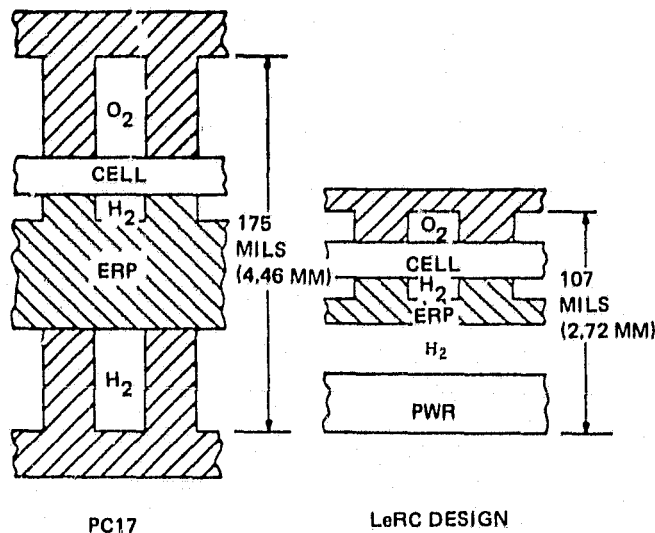 O2
CELL
H2
ERP
H2
175
MILS
(4,46 MM)
PC17
O2
CELL
H2
ERP
H2
PWR
107
MILS
(2,72 MM)
LeRC DESIGN